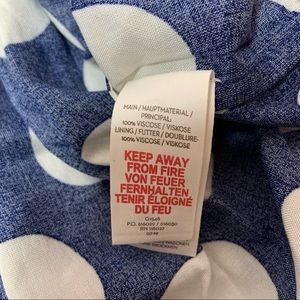 MAIN / HAUPTMATERIAL /
PRINCIPAL
100% VISCOSE / VISKOSE
LINING / FUTTER / DOUBLURE
100% VISCOSE / VISKOSE
KEEP AWAY
FROM FIRE
VON FEUER
FERNHALTEN
TENIR ÉLOIGNÉ
DU FEU